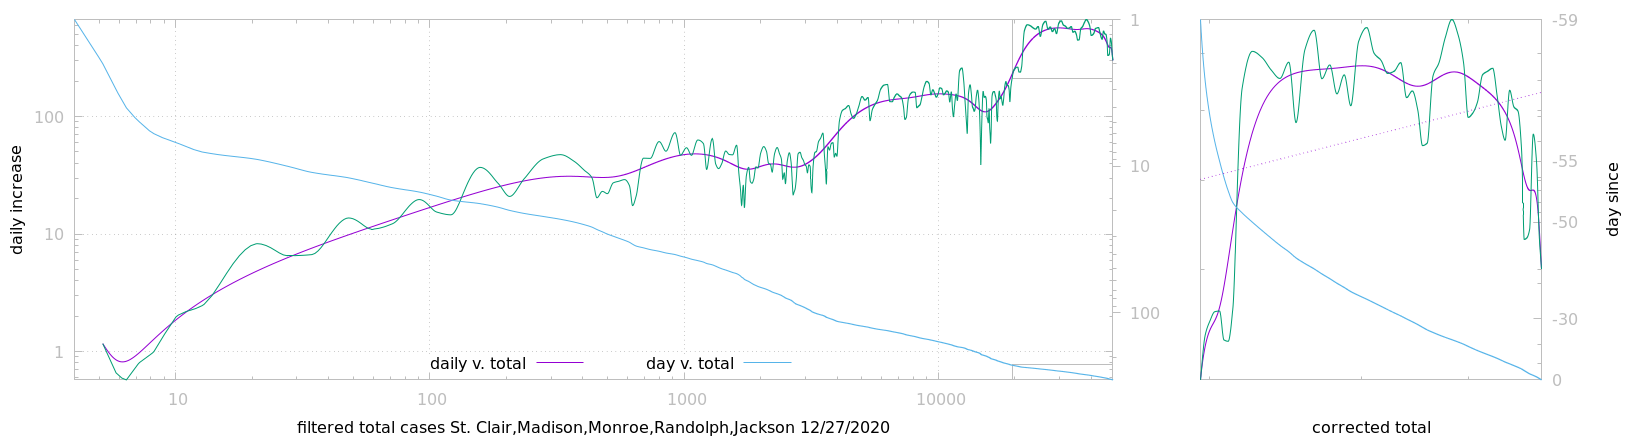 daily increase
100
10
1
10
100
1000
10000
daily v. total
day v. total
filtered total cases St. Clair,Madison,Monroe,Randolph,Jackson 12/27/2020
1
10
100
-59
-55
-50
-30
0
day since
corrected total